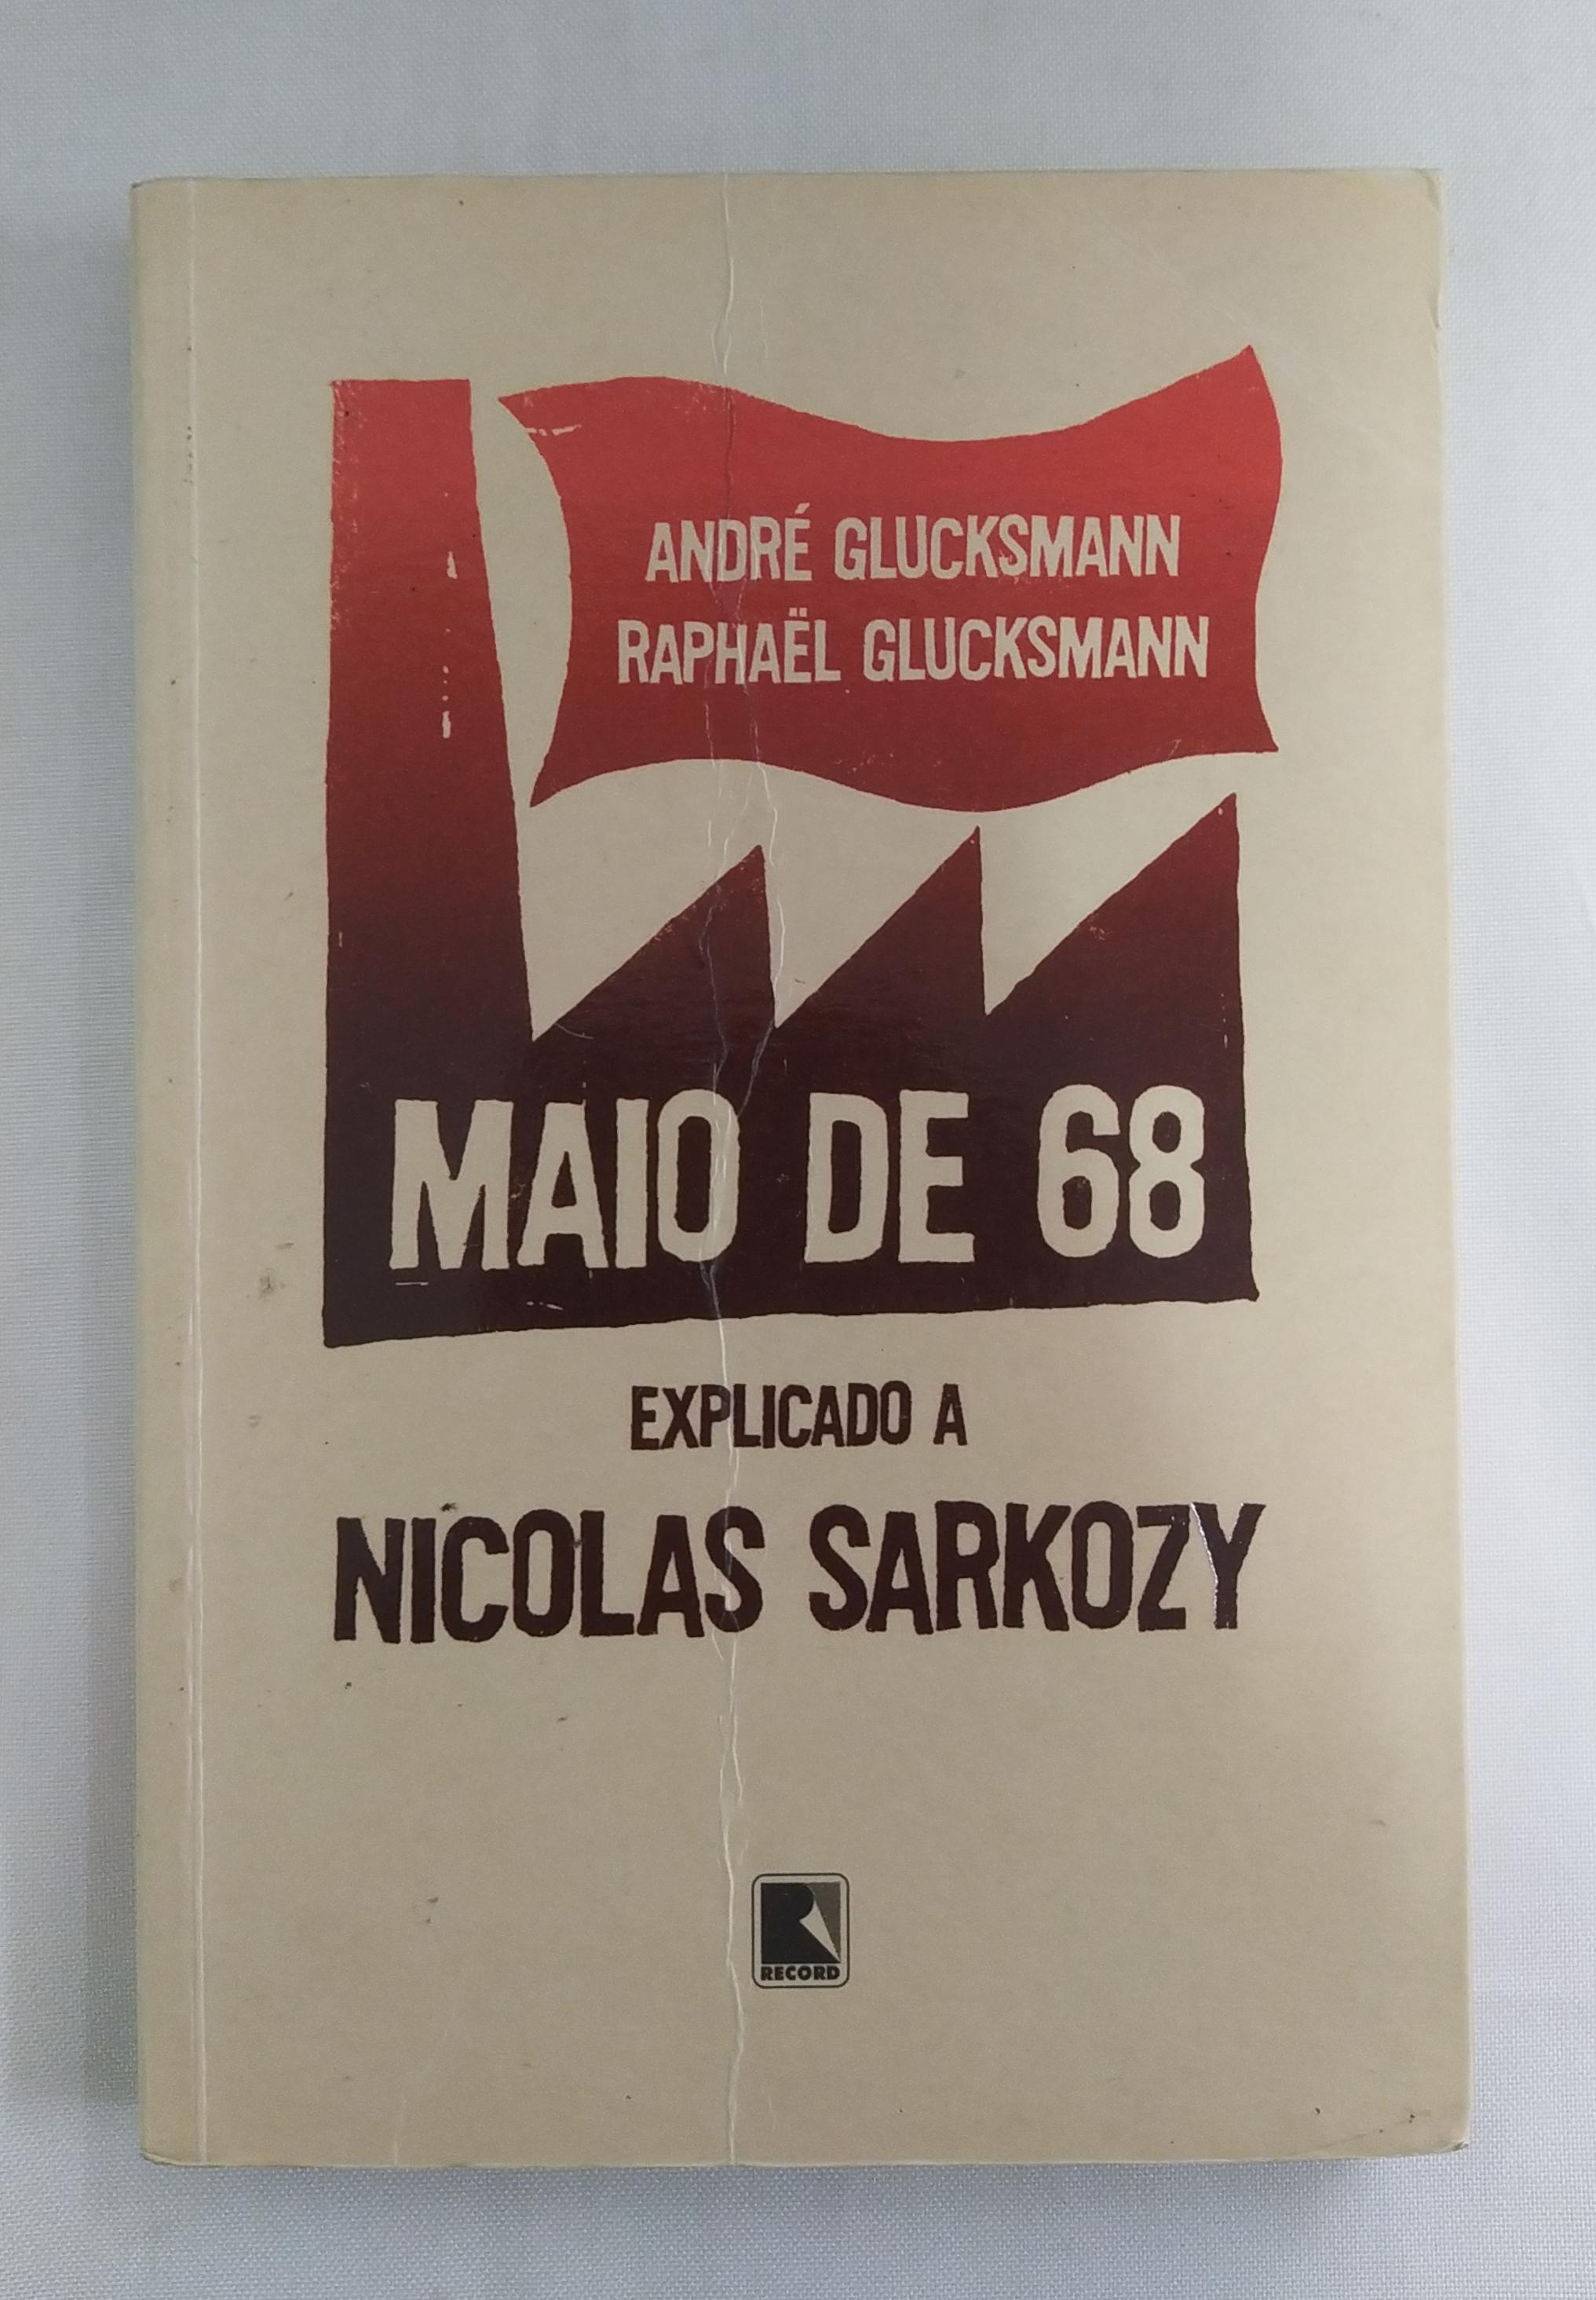 ANDRÉ GLUCKSMANN
RAPHAËL GLUCKSMANN
MAIO DE 68
EXPLICADO A
NICOLAS SARKOZY
RECORD